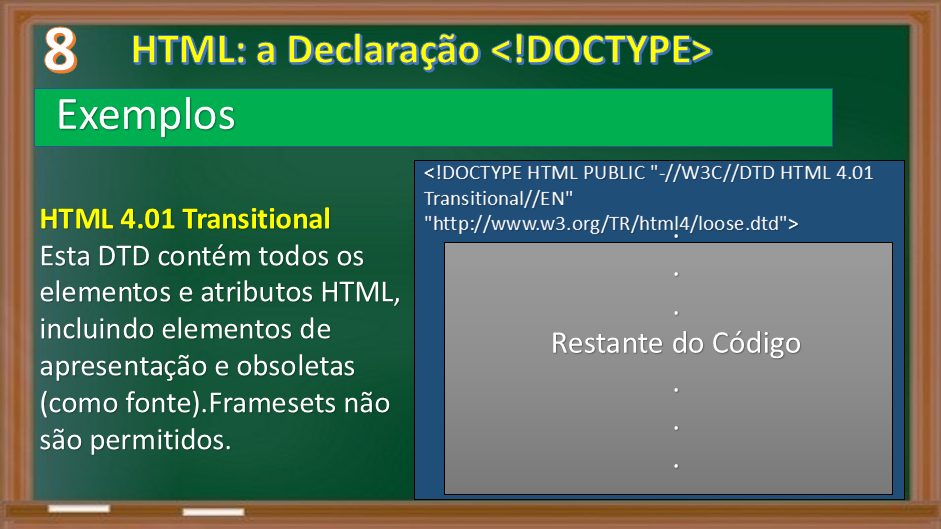 8
HTML: a Declaração <!DOCTYPE>
Exemplos
HTML 4.01 Transitional
Esta DTD contém todos os
elementos e atributos HTML,
incluindo elementos de
apresentação e obsoletas
(como fonte).Framesets não
são permitidos.
<!DOCTYPE HTML PUBLIC "-//W3C//DTD HTML 4.01
Transitional//EN"
"http://www.w3.org/TR/html4/loose.dtd">
.
.
.
Restante do Código
.
.
.